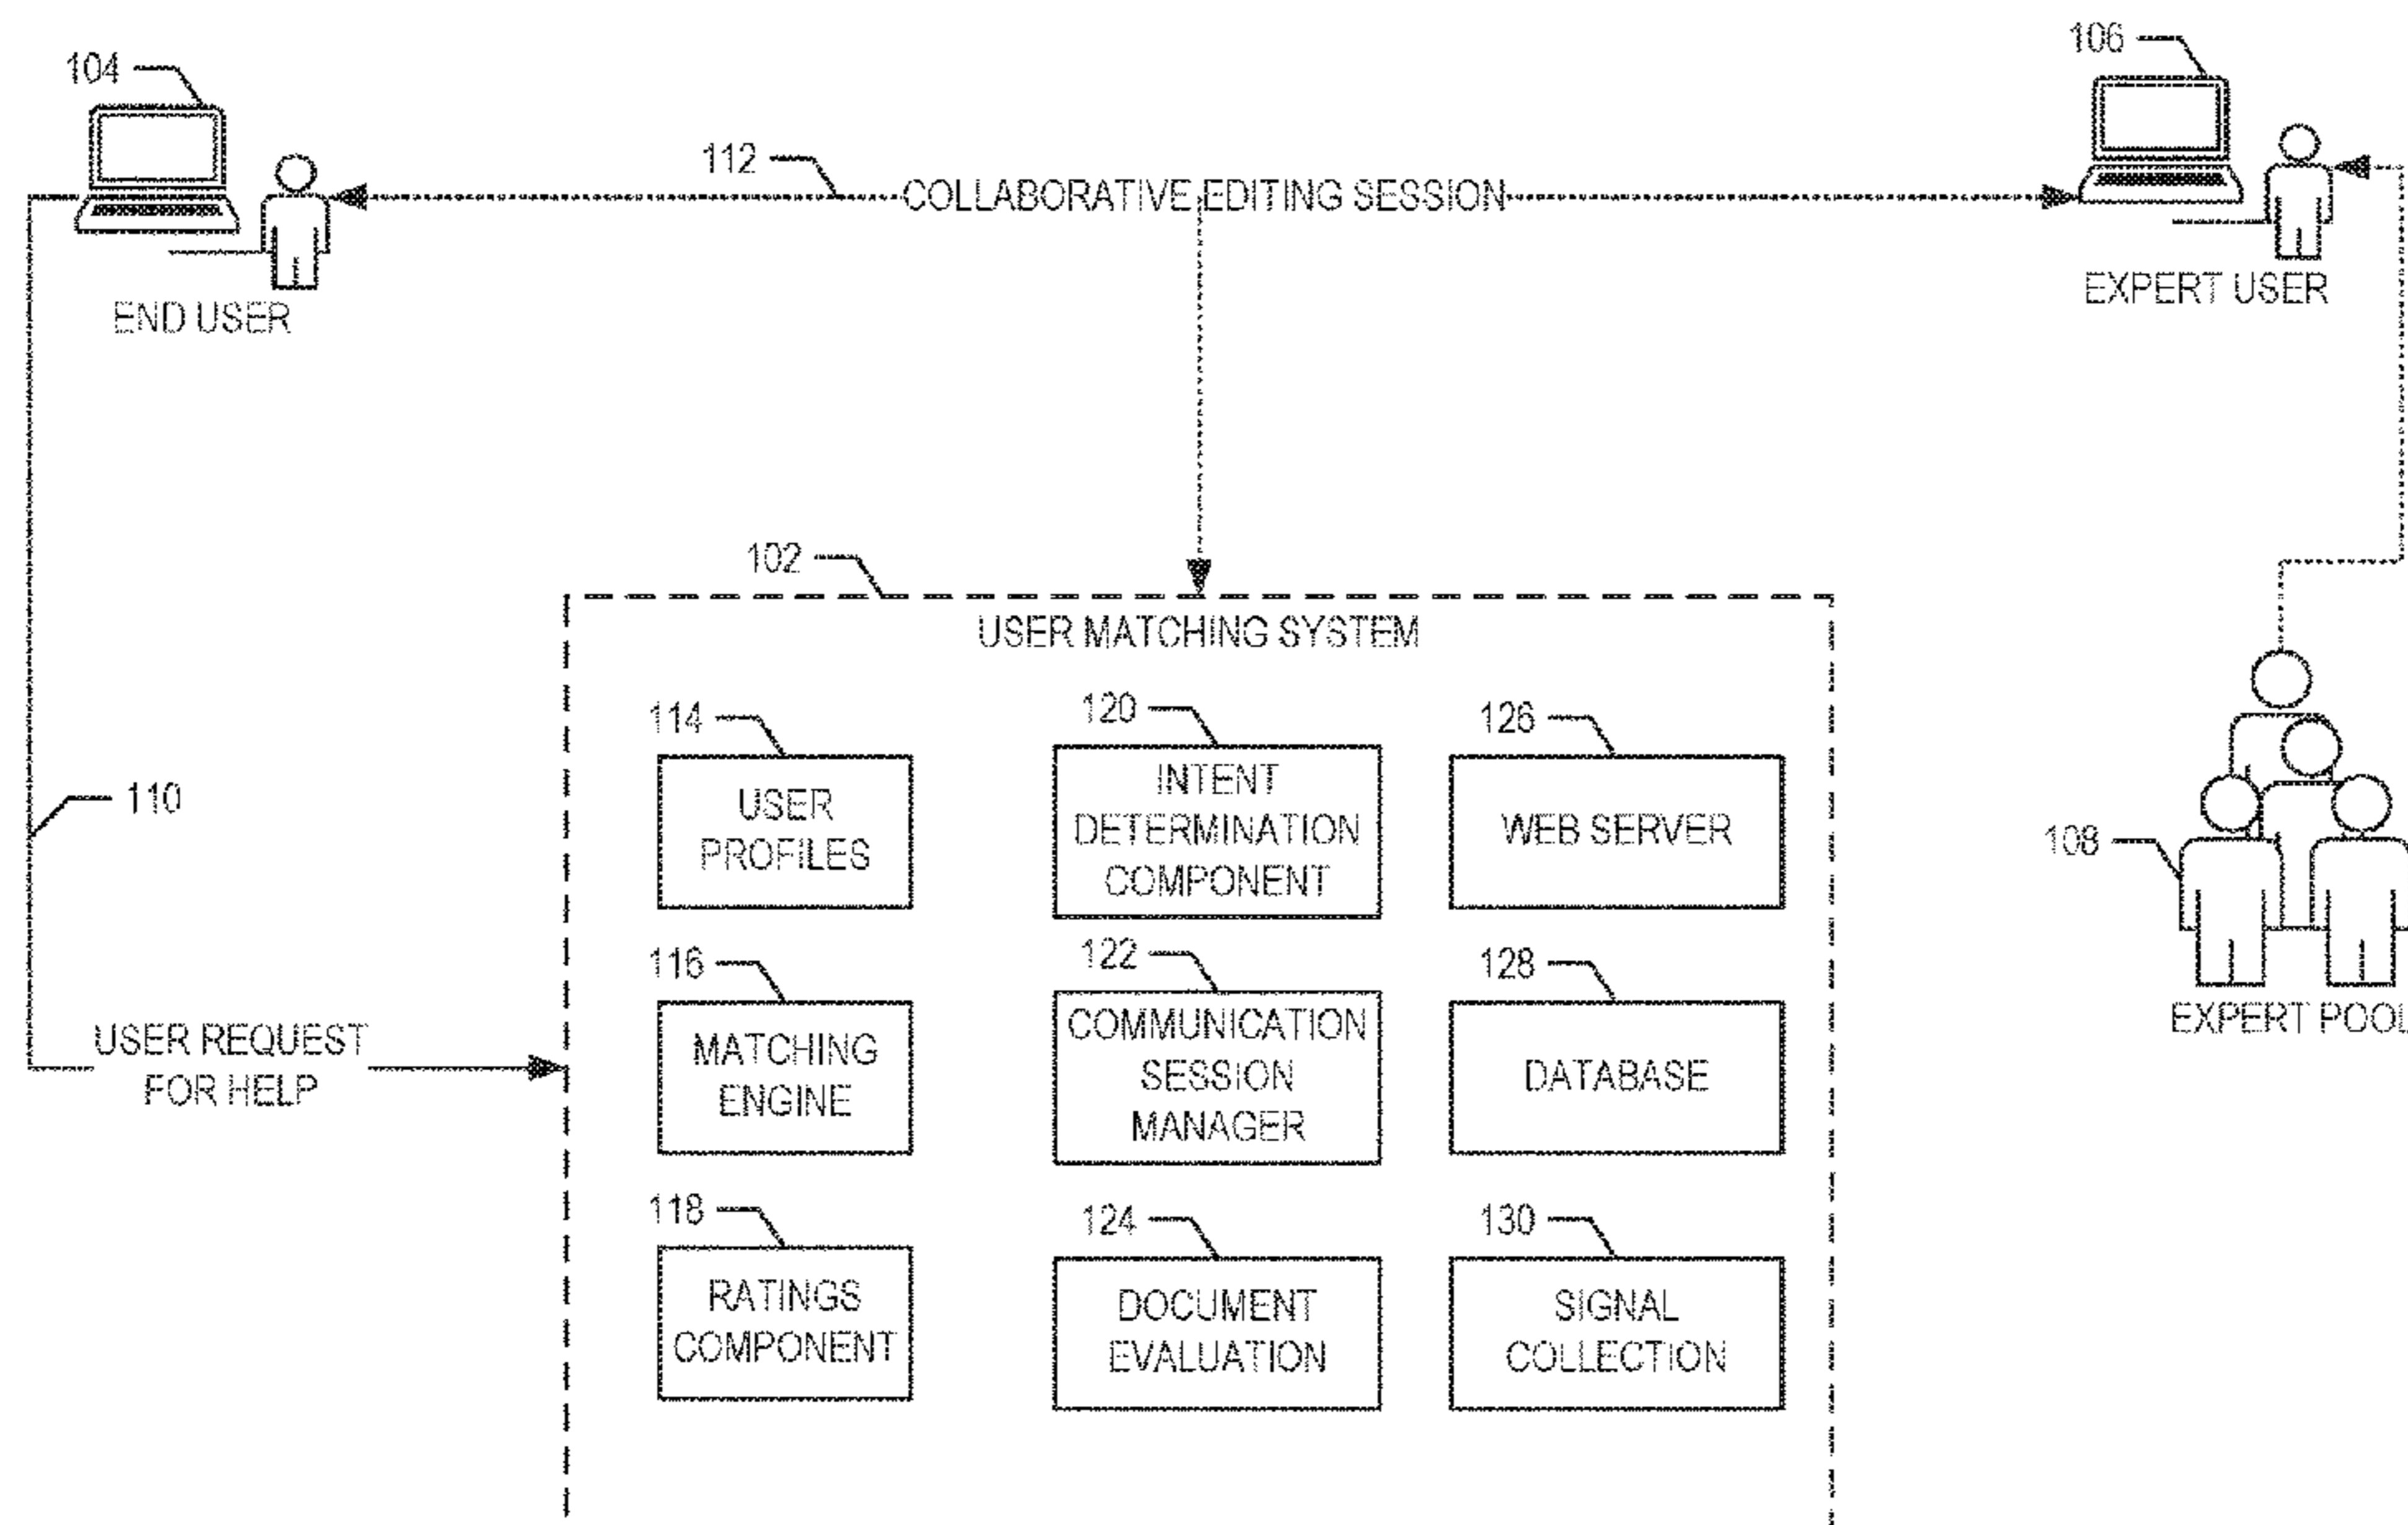 104
106
112
COLLABORATIVE EDITING SESSION
END USER
EXPERT USER
102
USER MATCHING SYSTEM
114
120
126
USER
PROFILES
INTENT
DETERMINATION
COMPONENT
WEB SERVER
110
108
116
122
128
MATCHING
ENGINE
COMMUNICATION
SESSION
MANAGER
DATABASE
EXPERT POOL
USER REQUEST
FOR HELP
118
124
130
RATINGS
COMPONENT
DOCUMENT
EVALUATION
SIGNAL
COLLECTION